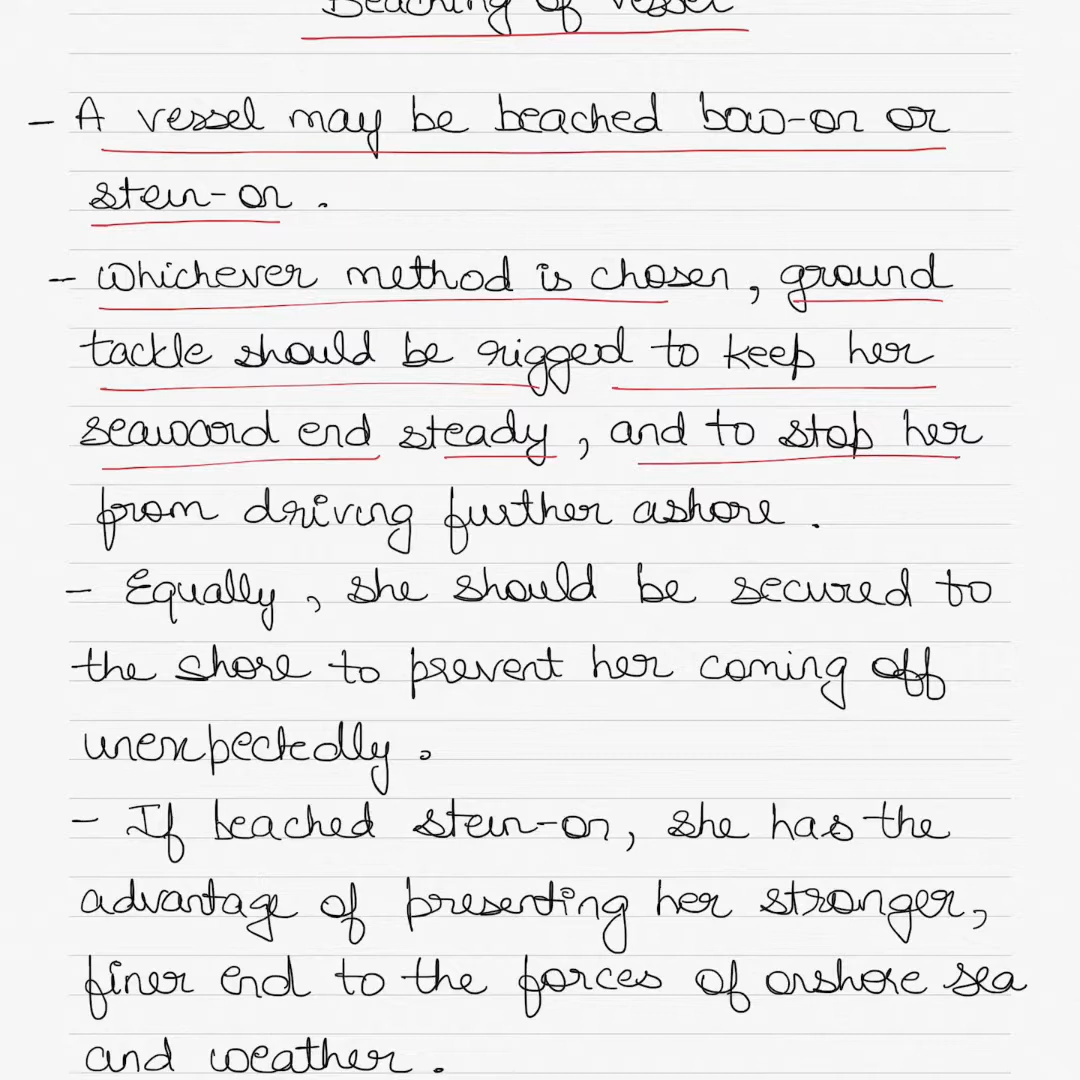 Beaching of vessel
- A vessel may be beached bow-on or
stern-on .
- Whichever method is chosen, ground
tackle should be rigged to keep her
seaward end steady, and to stop her
from driving further ashore .
- Equally, she should be secured to
the shore to prevent her coming off
unexpectedly .
- If beached stern-on, she has the
advantage of presenting her stronger,
finer end to the forces of onshore sea
and weather .